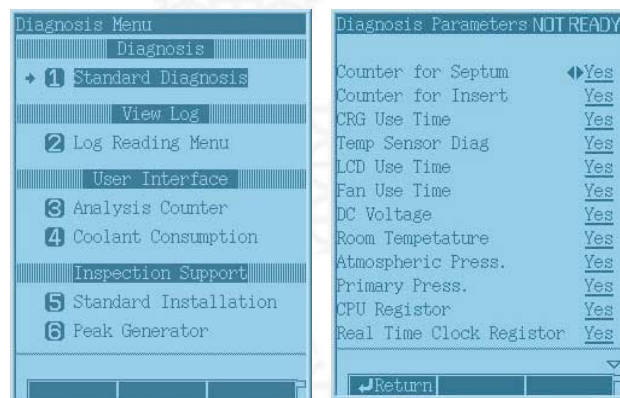 Diagnosis Menu
Diagnosis
1 Standard Diagnosis
View Log
2 Log Reading Menu
User Interface
3 Analysis Counter
4 Coolant Consumption
Inspection Support
5 Standard Installation
6 Peak Generator
Diagnosis Parameters NOT READY
Counter for Septum Yes
Counter for Insert Yes
CRG Use Time Yes
Temp Sensor Diag Yes
LCD Use Time Yes
Fan Use Time Yes
DC Voltage Yes
Room Tempetature Yes
Atmospheric Press. Yes
Primary Press. Yes
CPU Registor Yes
Real Time Clock Registor Yes
Return